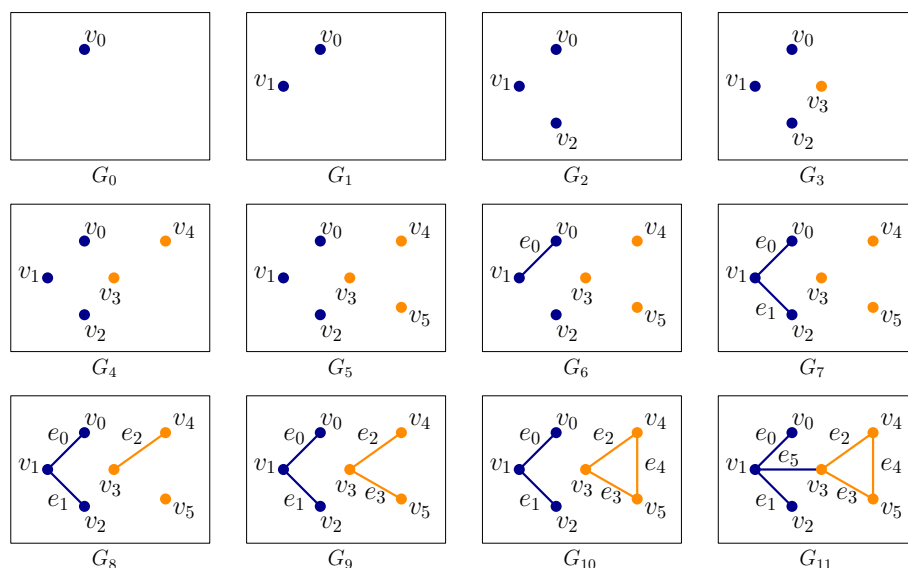 v₀
G₀
v₀
v₁
G₁
v₀
v₁
v₂
G₂
v₀
v₁
v₃
v₂
G₃
v₀
v₄
v₁
v₃
v₂
G₄
v₀
v₄
v₁
v₃
v₂
v₅
G₅
v₀
v₄
e₀
v₁
v₃
v₂
v₅
G₆
v₀
v₄
e₀
v₁
v₃
e₁
v₂
v₅
G₇
v₀
v₄
e₀
e₂
v₁
v₃
e₁
v₂
v₅
G₈
v₀
v₄
e₀
e₂
v₁
v₃
e₃
e₁
v₂
v₅
G₉
v₀
v₄
e₀
e₂
v₁
v₃
e₄
e₃
e₁
v₂
v₅
G₁₀
v₀
v₄
e₀
e₂
e₅
v₁
v₃
e₄
e₃
e₁
v₂
v₅
G₁₁